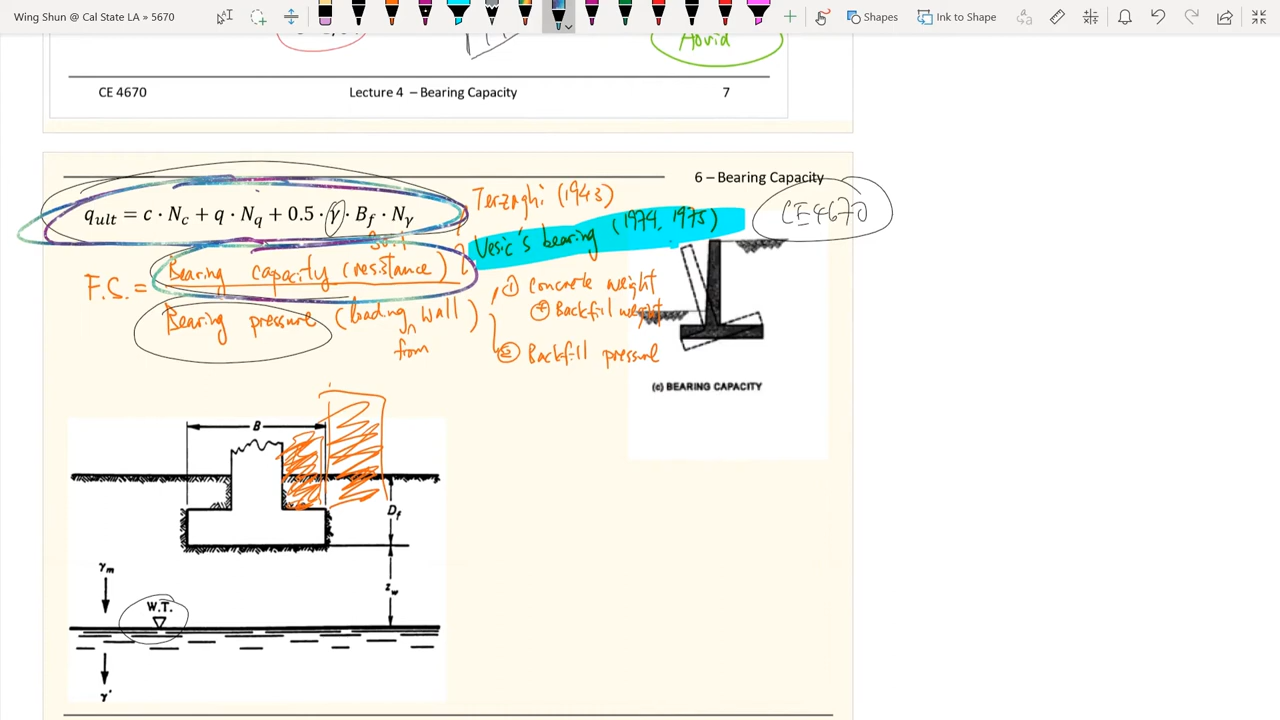 Wing Shun @ Cal State LA » 5670
Shapes
Ink to Shape
Avoid
CE 4670
Lecture 4 – Bearing Capacity
7
6 – Bearing Capacity
q_ult = c · N_c + q · N_q + 0.5 · γ · B_f · N_γ
Terzaghi (1943)
CE4670
Vesic's bearing (1974, 1975)
Soil
F.S. = Bearing capacity (resistance)
Bearing pressure (loading wall)
from
① Concrete weight
⊕ Backfill weight
② Backfill pressure
(c) BEARING CAPACITY
B
D_f
γ_m
z_w
W.T.
γ'